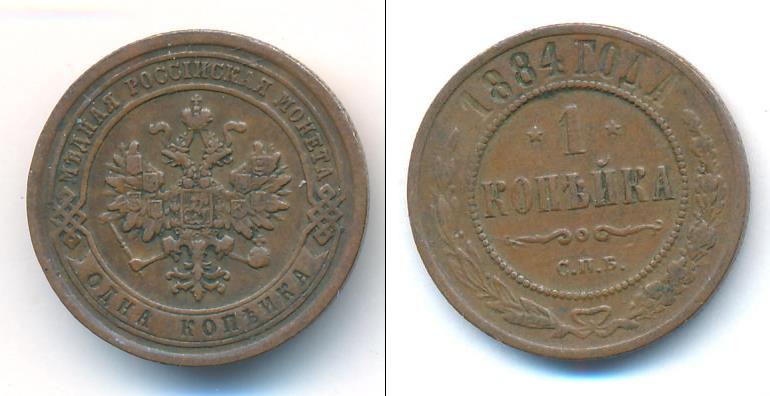 МѢДНАЯ РОССІЙСКАЯ МОНЕТА
ОДНА КОПѢЙКА
1884 ГОДА
1
КОПѢЙКА
С.П.Б.